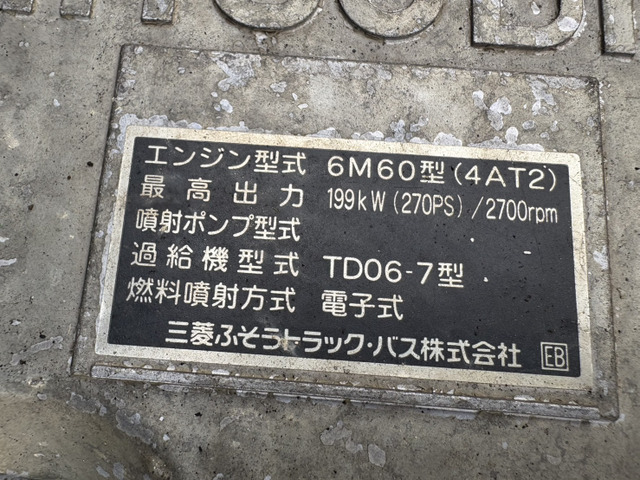 エンジン型式 6M60型(4AT2)
最高出力 199kW(270PS)/2700rpm
噴射ポンプ型式
過給機型式 TD06-7型
燃料噴射方式 電子式
三菱ふそうトラック・バス株式会社 EB